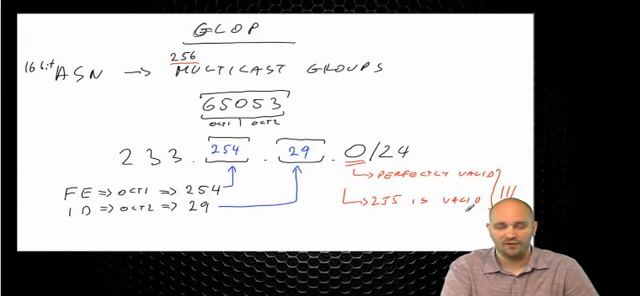 GLOP
256
16 bit ASN → MULTICAST GROUPS
65053
OCT1 | OCT2
233.254.29.0/24
→ PERFECTLY VALID
FE ⇒ OCT1 ⇒ 254
→ 255 IS VALID !!!
1D ⇒ OCT2 ⇒ 29